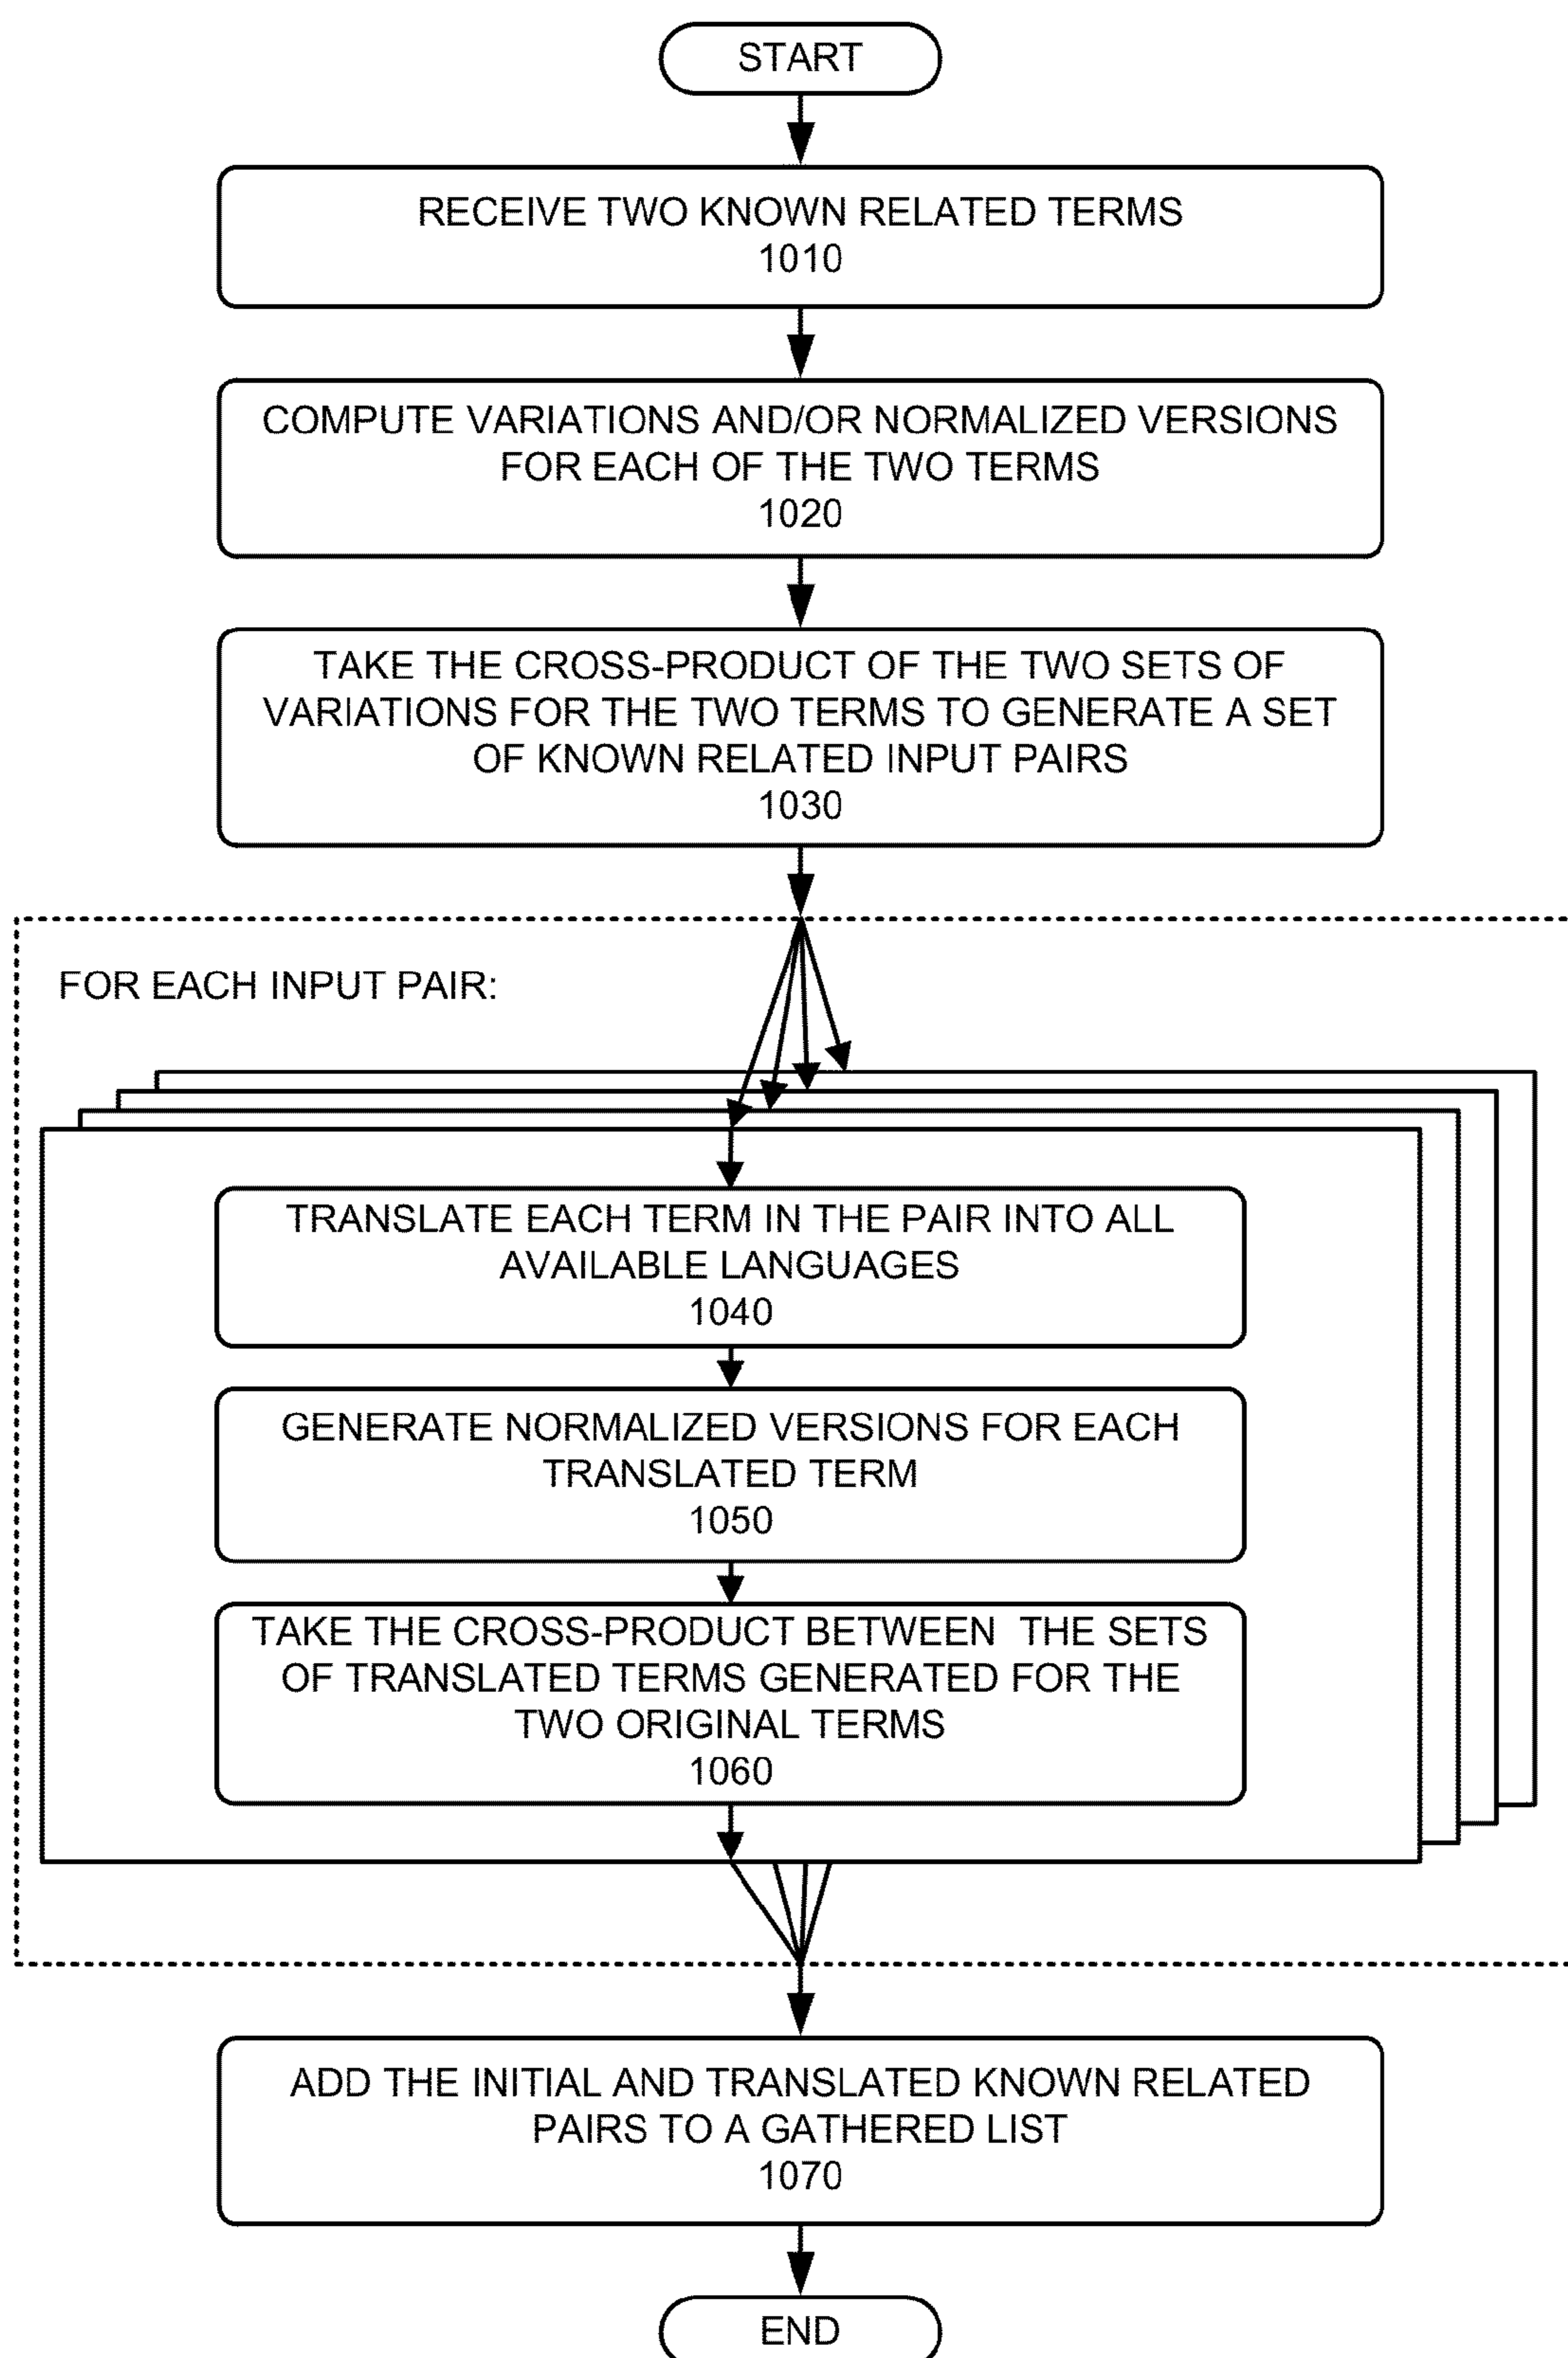 START
RECEIVE TWO KNOWN RELATED TERMS
1010
COMPUTE VARIATIONS AND/OR NORMALIZED VERSIONS
FOR EACH OF THE TWO TERMS
1020
TAKE THE CROSS-PRODUCT OF THE TWO SETS OF
VARIATIONS FOR THE TWO TERMS TO GENERATE A SET
OF KNOWN RELATED INPUT PAIRS
1030
FOR EACH INPUT PAIR:
TRANSLATE EACH TERM IN THE PAIR INTO ALL
AVAILABLE LANGUAGES
1040
GENERATE NORMALIZED VERSIONS FOR EACH
TRANSLATED TERM
1050
TAKE THE CROSS-PRODUCT BETWEEN THE SETS
OF TRANSLATED TERMS GENERATED FOR THE
TWO ORIGINAL TERMS
1060
ADD THE INITIAL AND TRANSLATED KNOWN RELATED
PAIRS TO A GATHERED LIST
1070
END